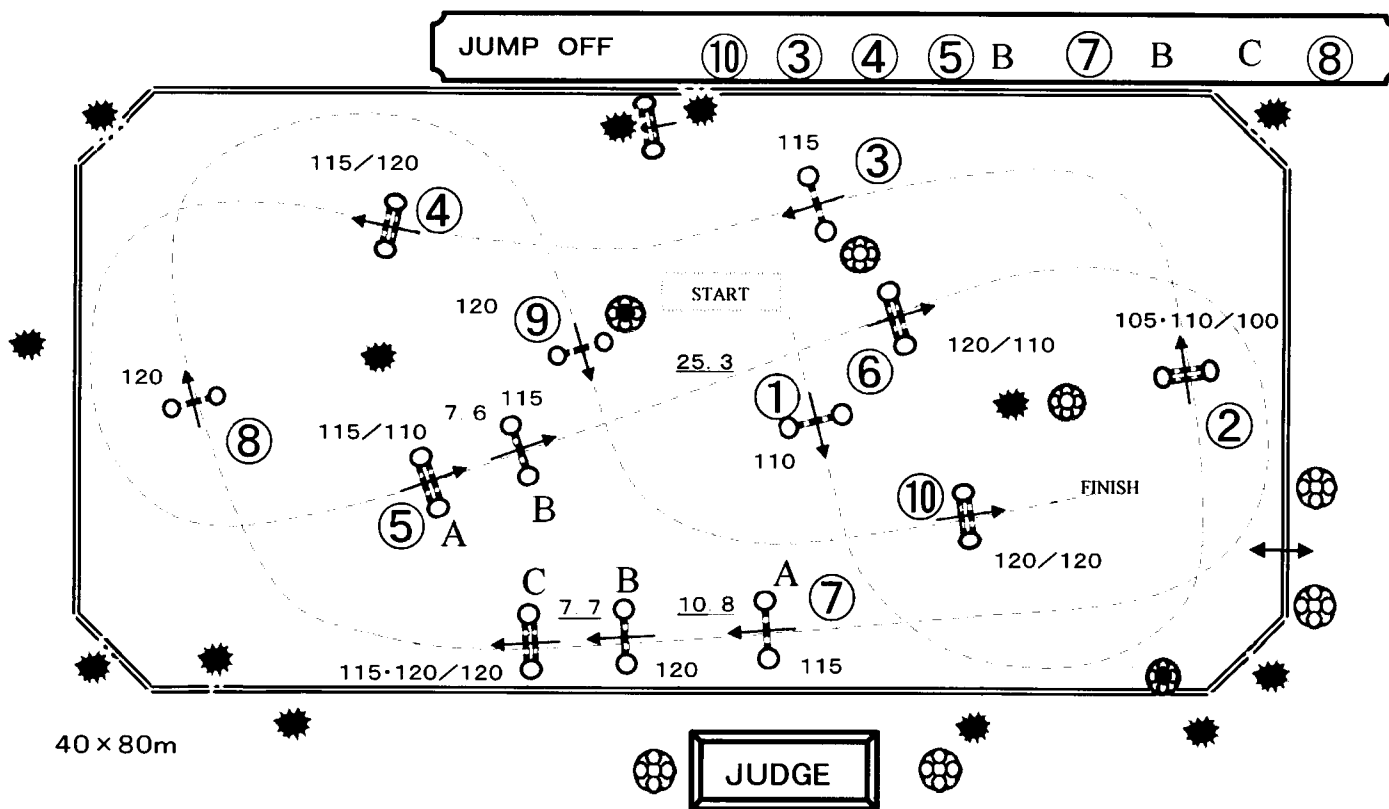 JUMP OFF ⑩ ③ ④ ⑤ B ⑦ B C ⑧
115 ③
115/120
④
START
120 ⑨
25.3
105・110/100
120/110
⑥
①
②
110
120
⑧
7.6 115
115/110
⑤ A B
⑩ FINISH
120/120
C B A ⑦
7.7 10.8
115・120/120 120 115
40×80m
JUDGE